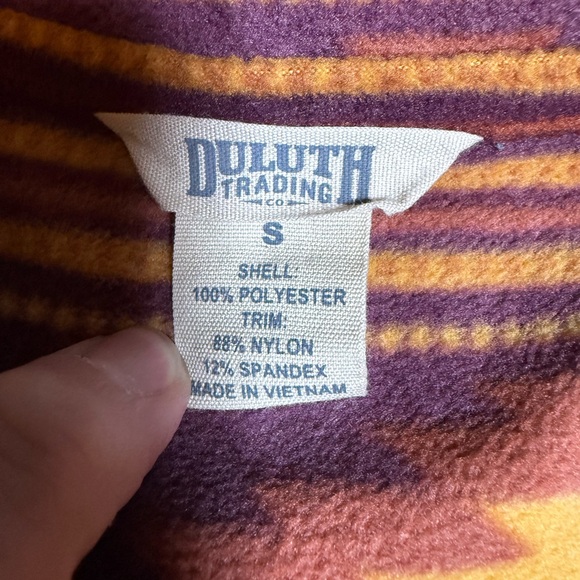 DULUTH
TRADING
CO
S
SHELL:
100% POLYESTER
TRIM:
88% NYLON
12% SPANDEX
MADE IN VIETNAM